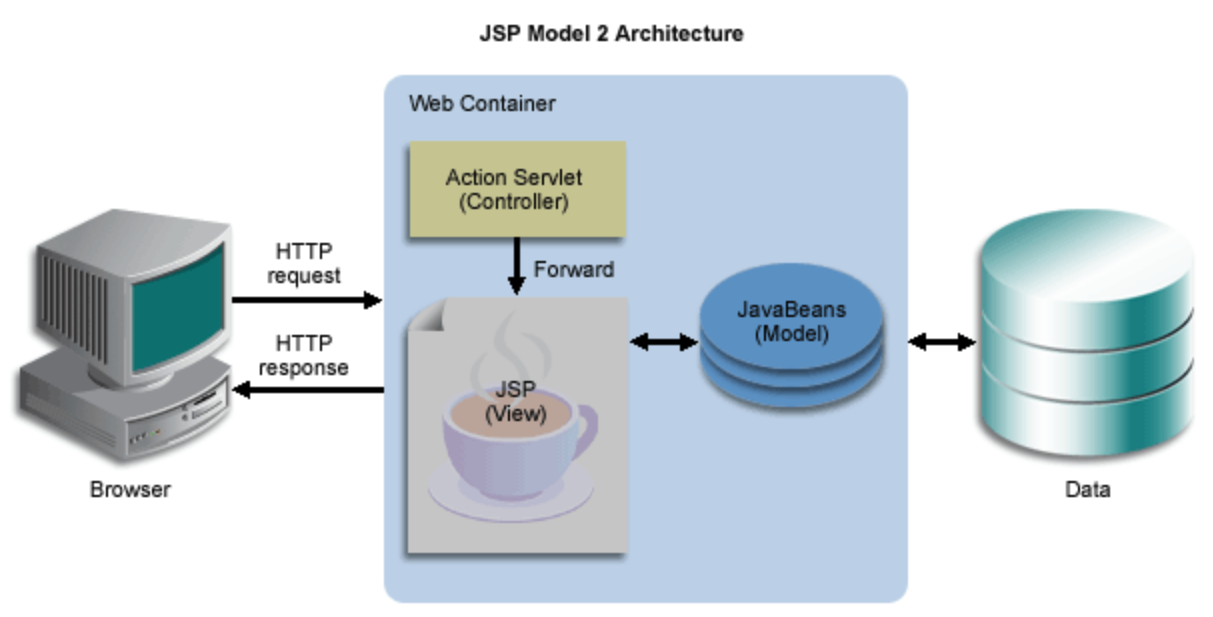 JSP Model 2 Architecture
Web Container
Action Servlet
(Controller)
HTTP
request
Forward
HTTP
response
JSP
(View)
JavaBeans
(Model)
Browser
Data